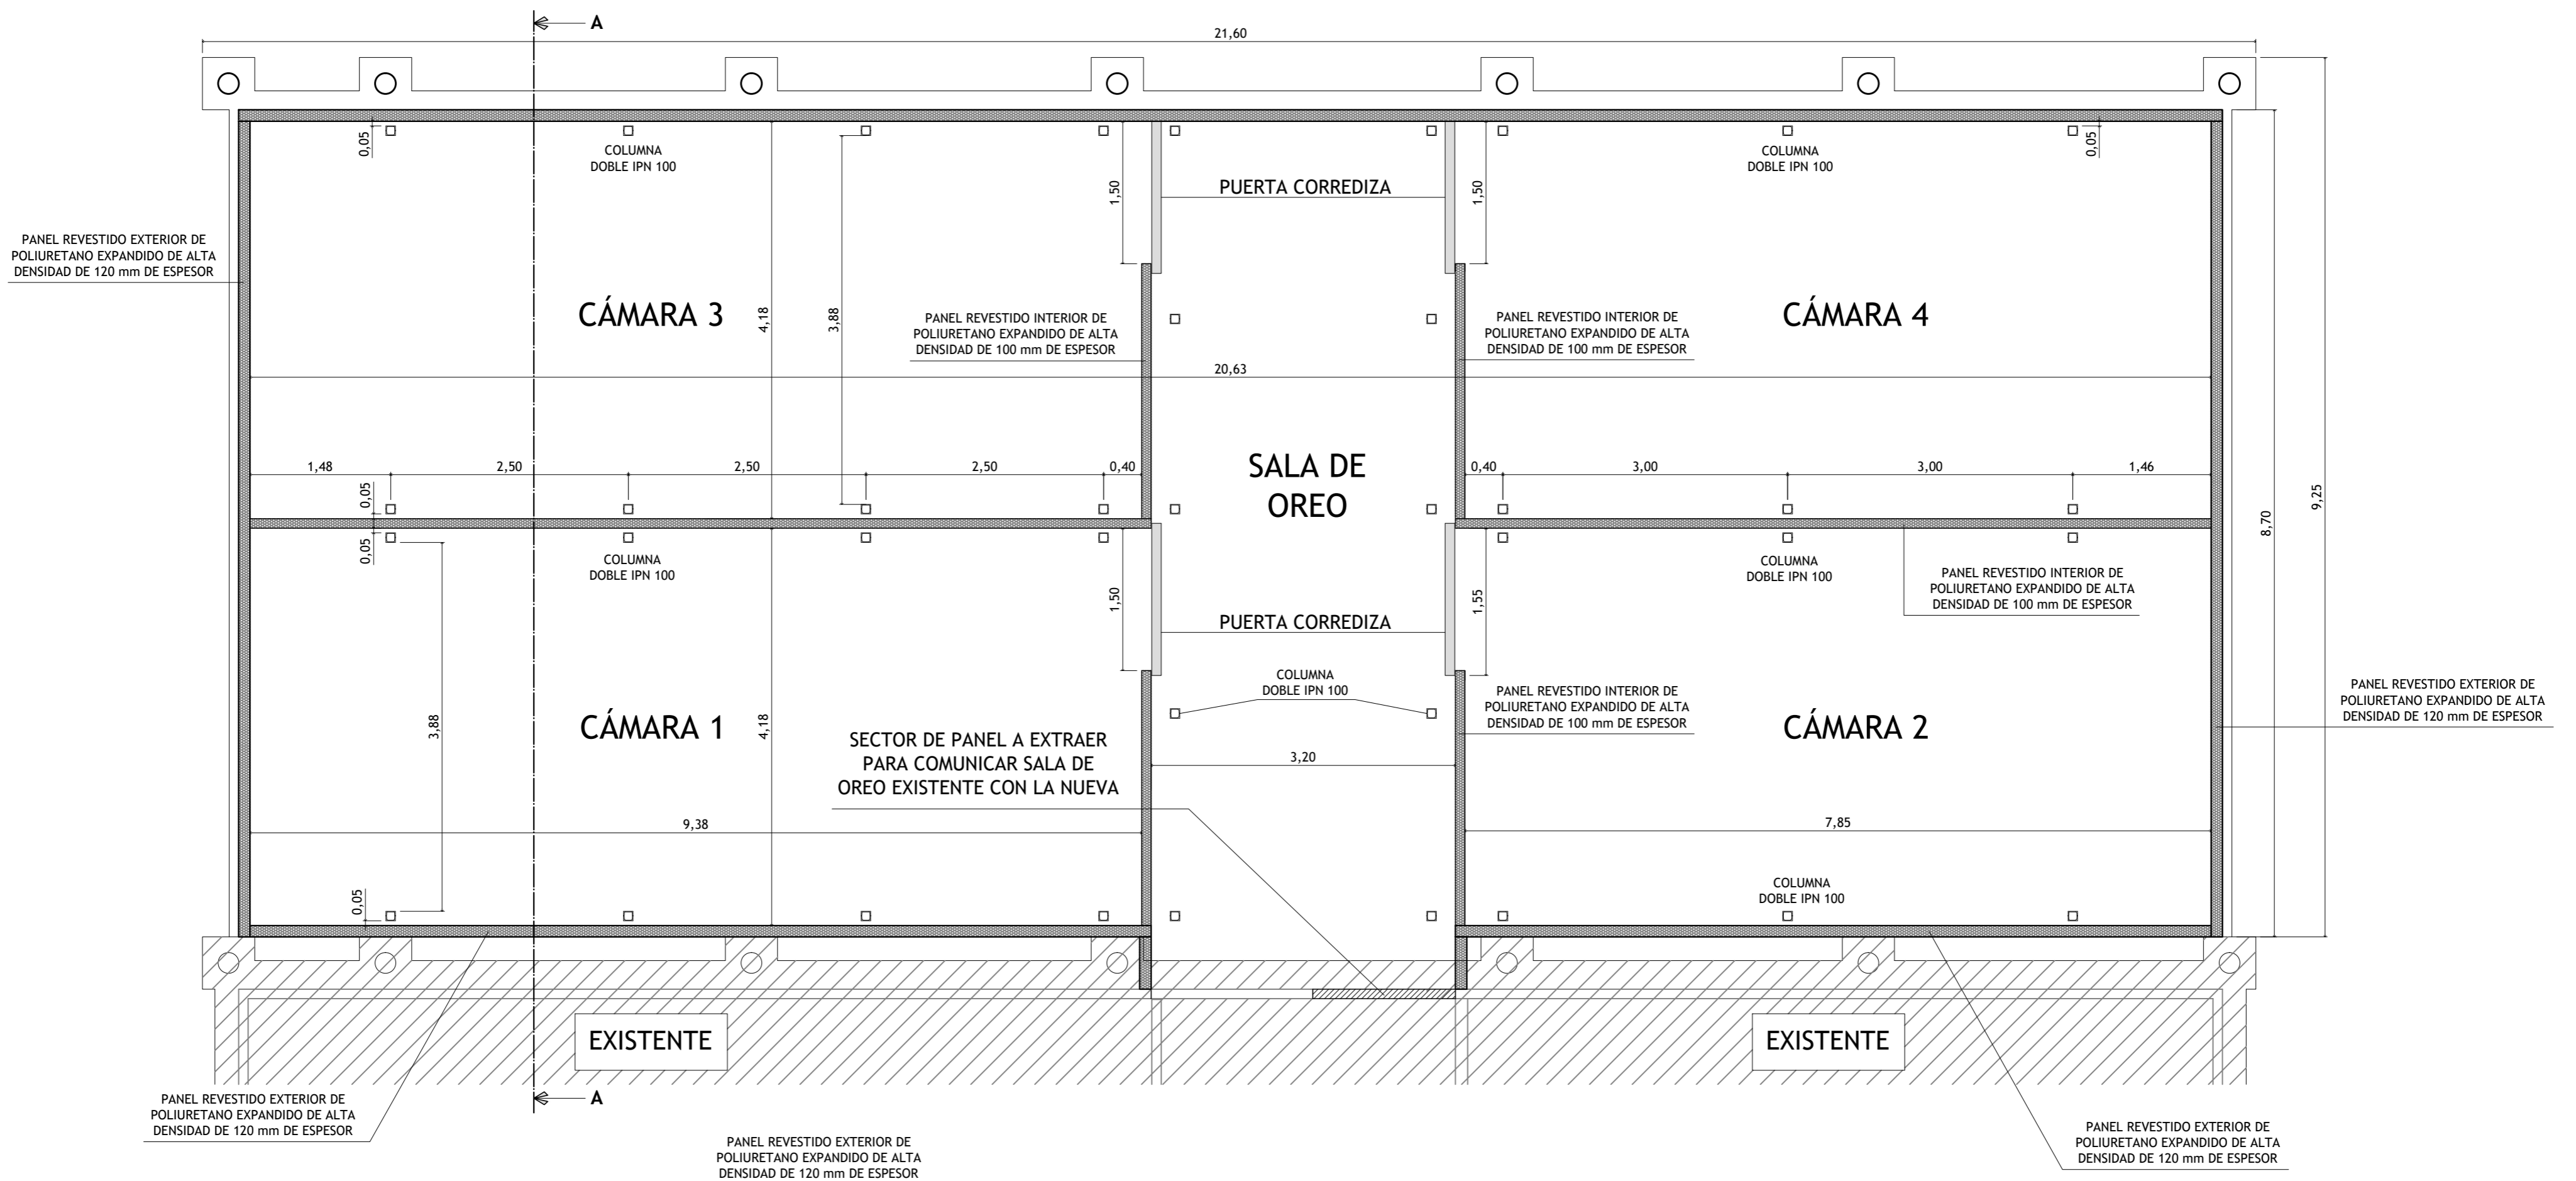 A
21,60
0,05
COLUMNA
DOBLE IPN 100
1,50
PUERTA CORREDIZA
1,50
COLUMNA
DOBLE IPN 100
0,05
PANEL REVESTIDO EXTERIOR DE
POLIURETANO EXPANDIDO DE ALTA
DENSIDAD DE 120 mm DE ESPESOR
CÁMARA 3
4,18
3,88
PANEL REVESTIDO INTERIOR DE
POLIURETANO EXPANDIDO DE ALTA
DENSIDAD DE 100 mm DE ESPESOR
PANEL REVESTIDO INTERIOR DE
POLIURETANO EXPANDIDO DE ALTA
DENSIDAD DE 100 mm DE ESPESOR
CÁMARA 4
20,63
1,48
2,50
2,50
2,50
0,40
SALA DE
OREO
0,40
3,00
3,00
1,46
0,05
0,05
8,70
9,25
COLUMNA
DOBLE IPN 100
1,50
1,55
COLUMNA
DOBLE IPN 100
PANEL REVESTIDO INTERIOR DE
POLIURETANO EXPANDIDO DE ALTA
DENSIDAD DE 100 mm DE ESPESOR
PUERTA CORREDIZA
COLUMNA
DOBLE IPN 100
PANEL REVESTIDO INTERIOR DE
POLIURETANO EXPANDIDO DE ALTA
DENSIDAD DE 100 mm DE ESPESOR
PANEL REVESTIDO EXTERIOR DE
POLIURETANO EXPANDIDO DE ALTA
DENSIDAD DE 120 mm DE ESPESOR
3,88
CÁMARA 1
4,18
SECTOR DE PANEL A EXTRAER
PARA COMUNICAR SALA DE
OREO EXISTENTE CON LA NUEVA
3,20
CÁMARA 2
9,38
7,85
0,05
COLUMNA
DOBLE IPN 100
EXISTENTE
EXISTENTE
A
PANEL REVESTIDO EXTERIOR DE
POLIURETANO EXPANDIDO DE ALTA
DENSIDAD DE 120 mm DE ESPESOR
PANEL REVESTIDO EXTERIOR DE
POLIURETANO EXPANDIDO DE ALTA
DENSIDAD DE 120 mm DE ESPESOR
PANEL REVESTIDO EXTERIOR DE
POLIURETANO EXPANDIDO DE ALTA
DENSIDAD DE 120 mm DE ESPESOR